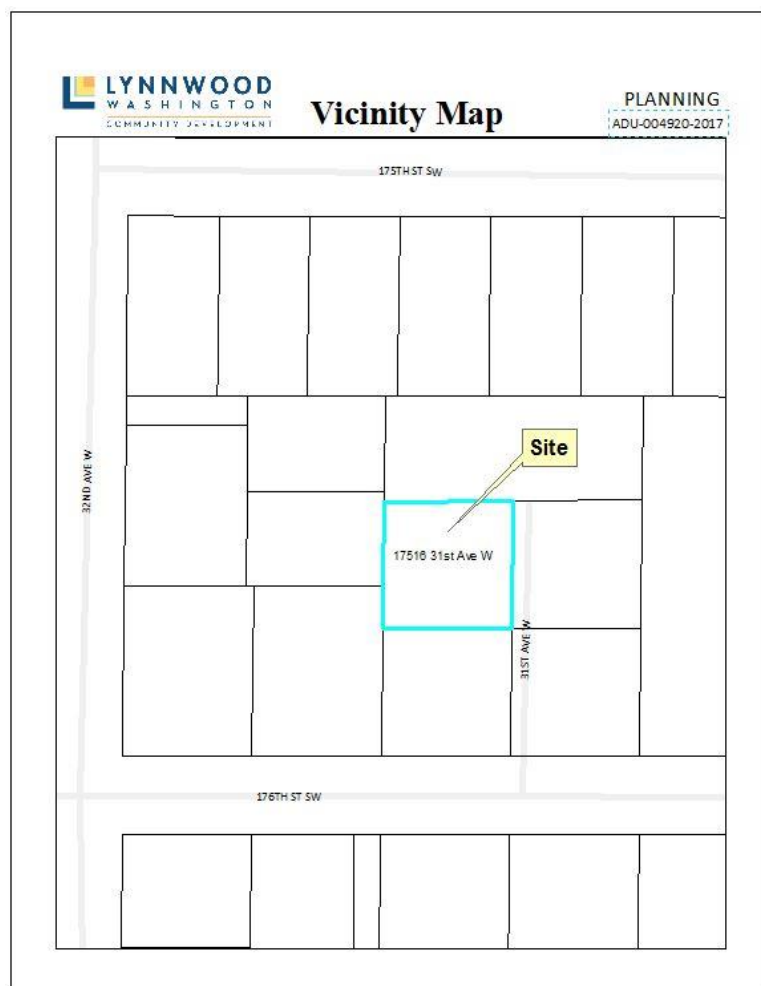 LYNNWOOD
WASHINGTON
COMMUNITY DEVELOPMENT
Vicinity Map
PLANNING
ADU-004920-2017
175TH ST SW
Site
32ND AVE W
17516 31st Ave W
31ST AVE W
176TH ST SW